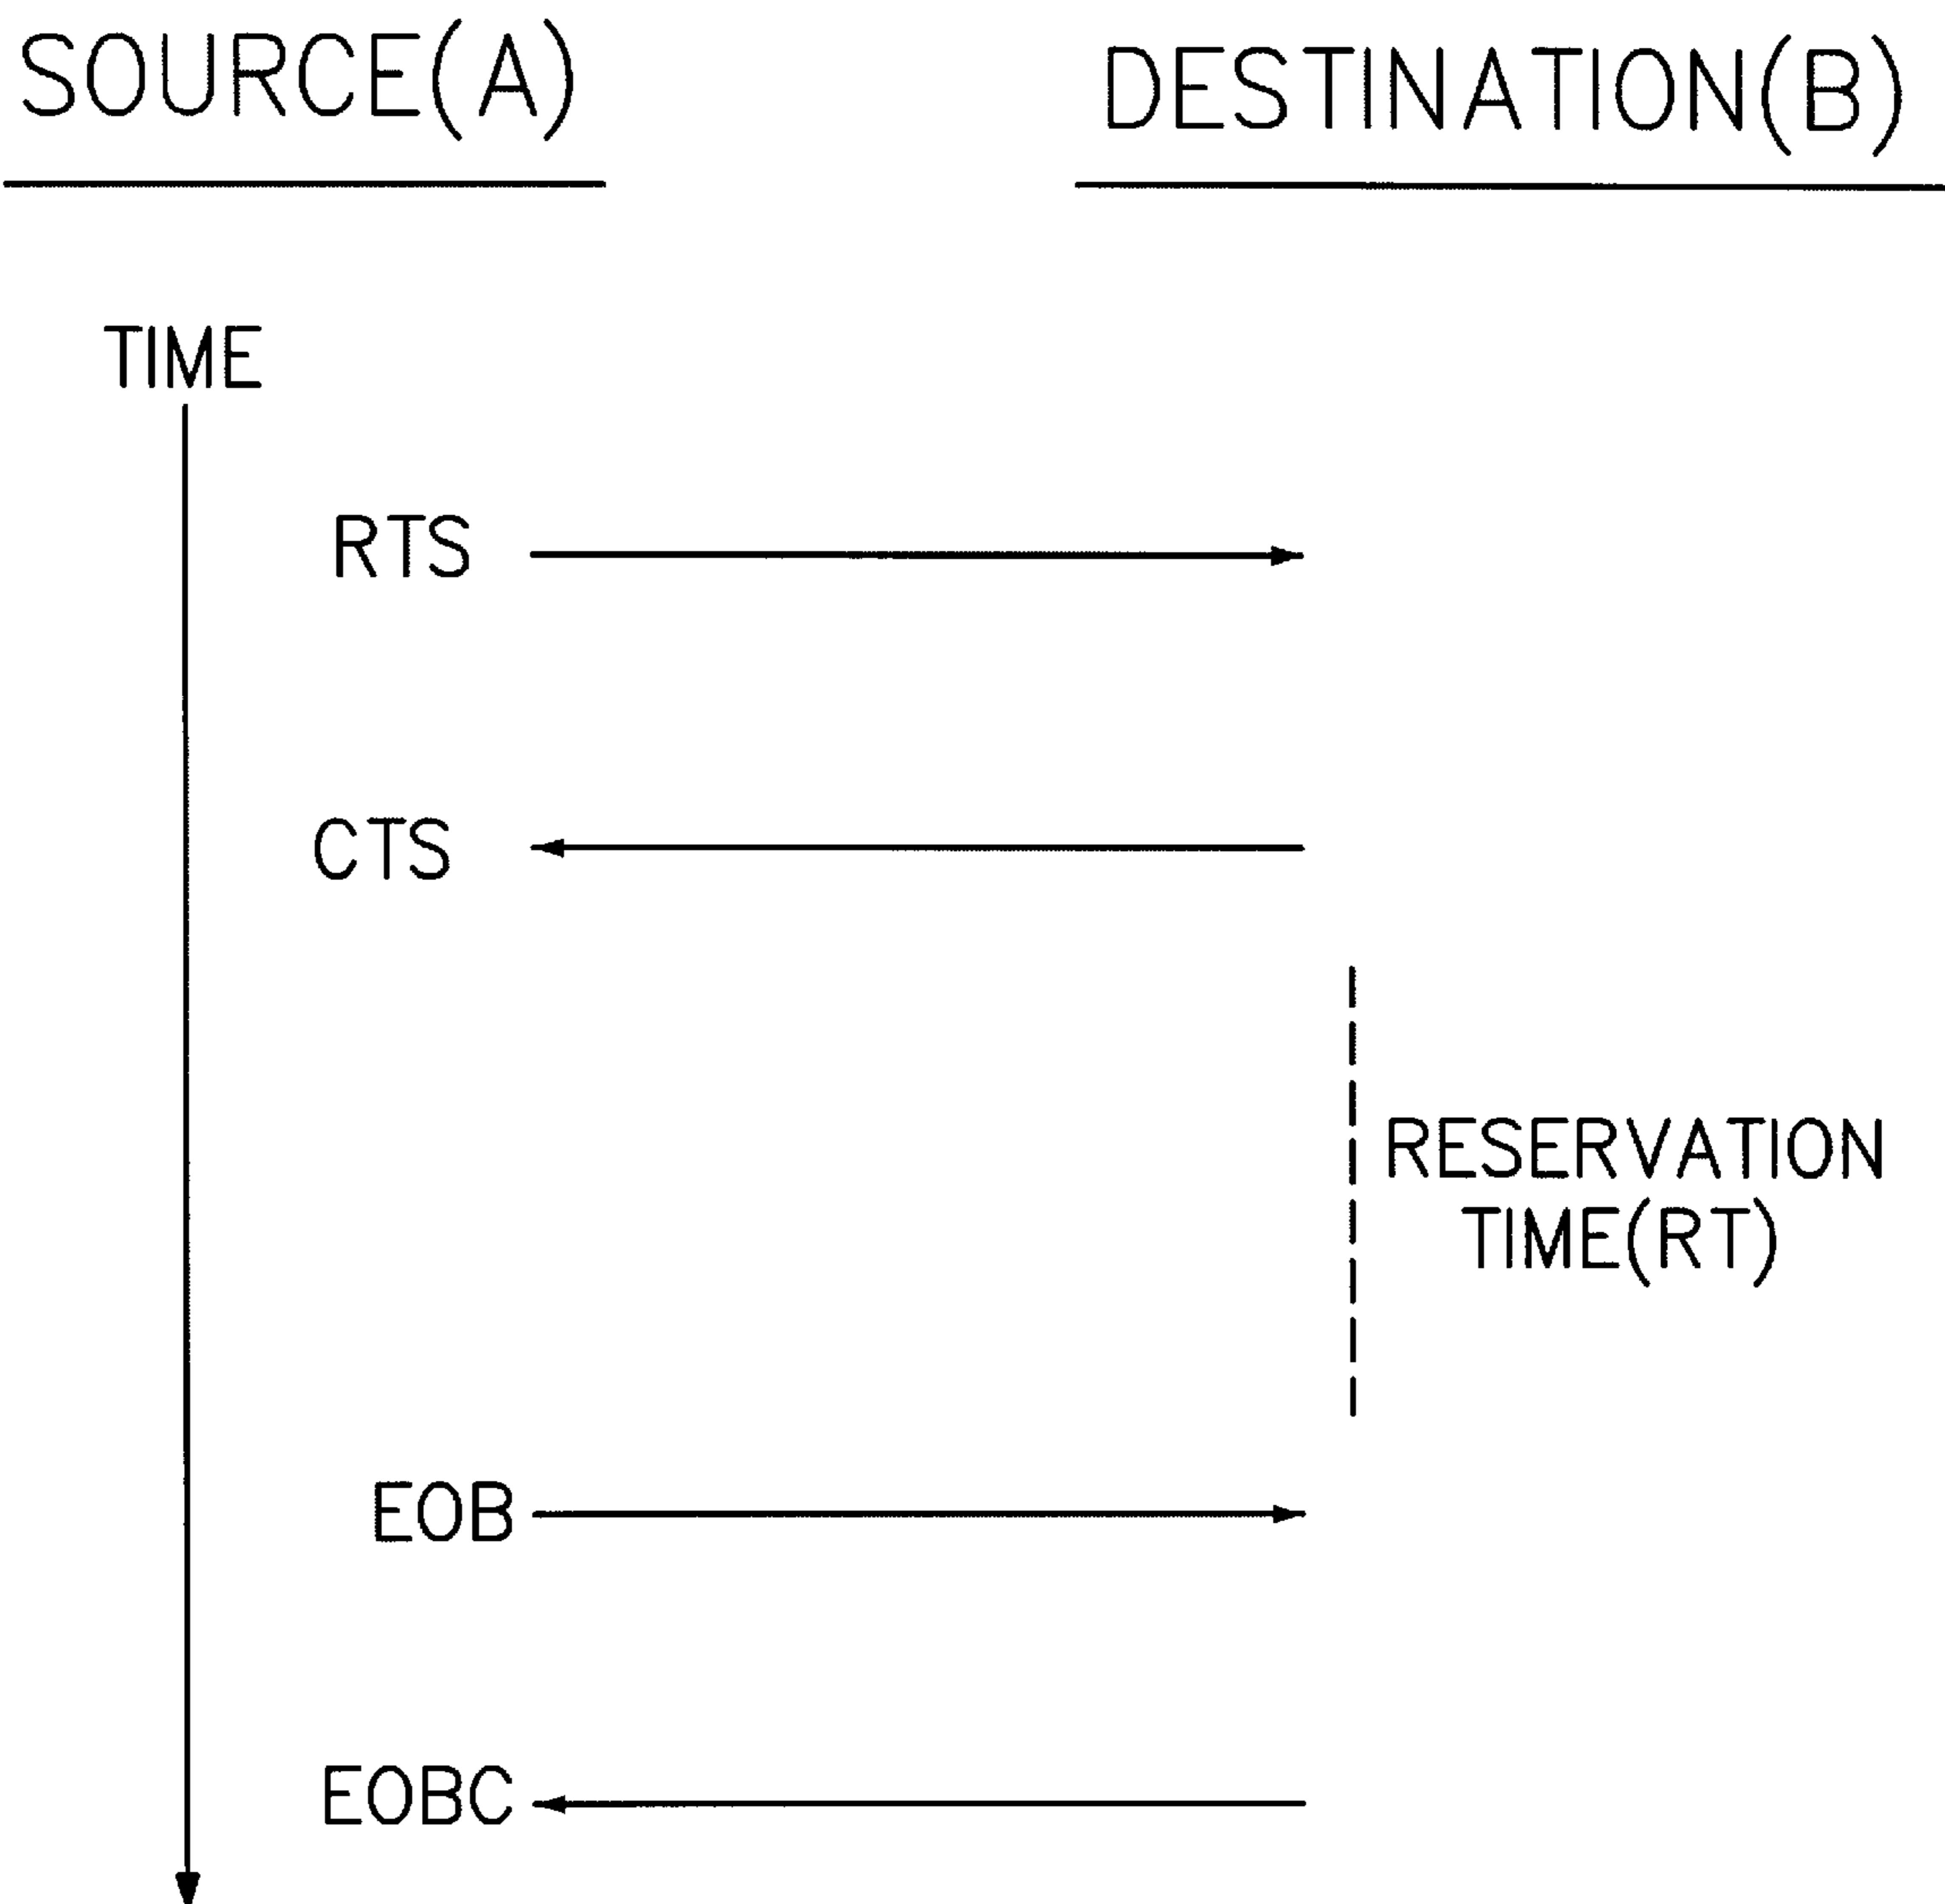 SOURCE(A)
DESTINATION(B)
TIME
RTS
CTS
RESERVATION
TIME(RT)
EOB
EOBC